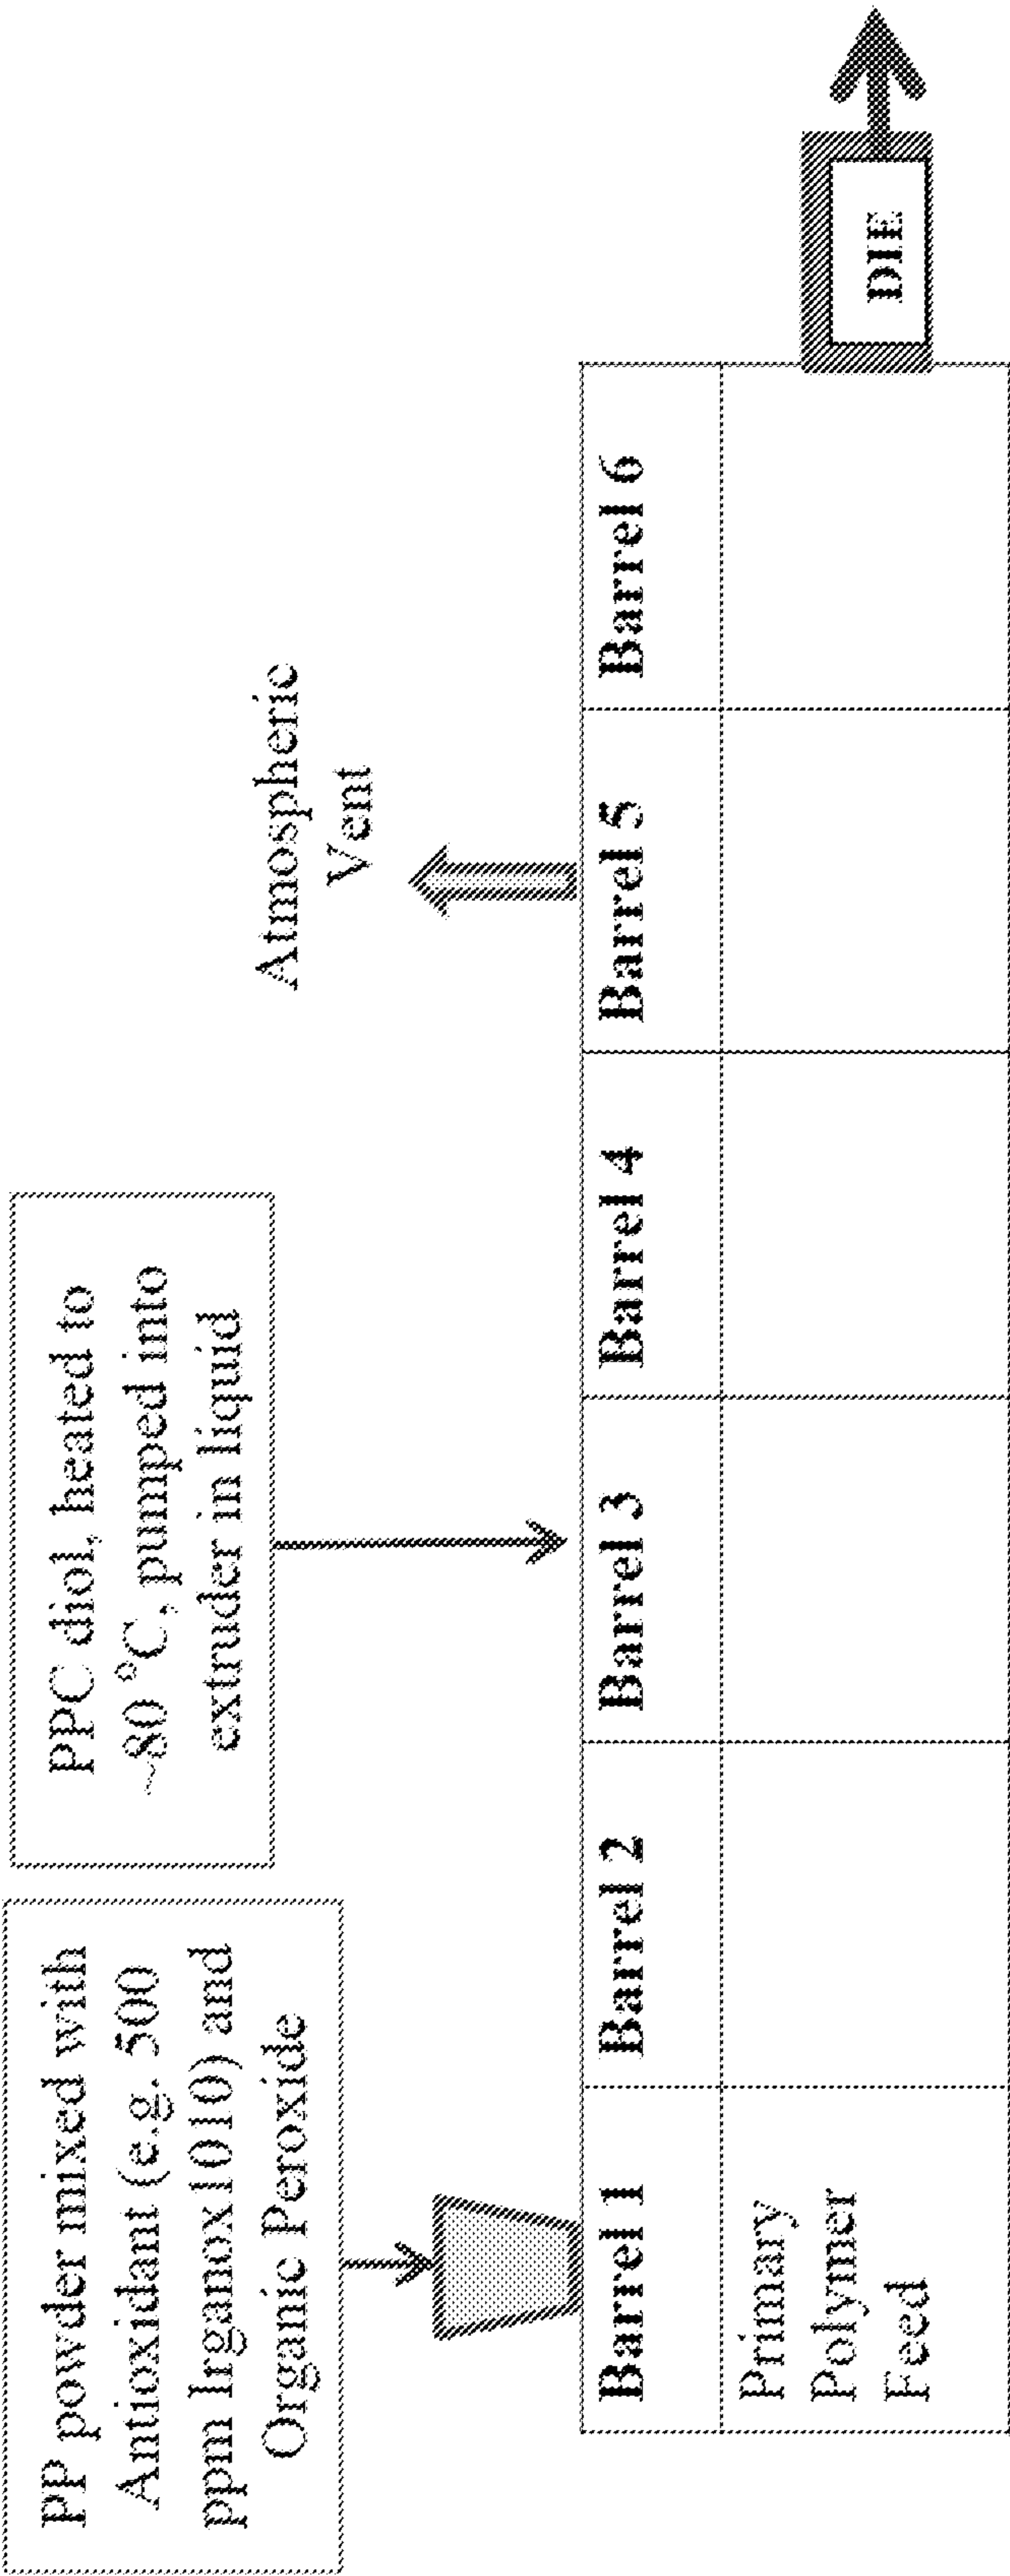 PP powder mixed with
Antioxidant (e.g. 500
ppm Irganox1010) and
Organic Peroxide
PPC diol, heated to
~80 °C, pumped into
extruder in liquid
Atmospheric
Vent
Barrel 1
Barrel 2
Barrel 3
Barrel 4
Barrel 5
Barrel 6
Primary
Polymer
Feed
DIE